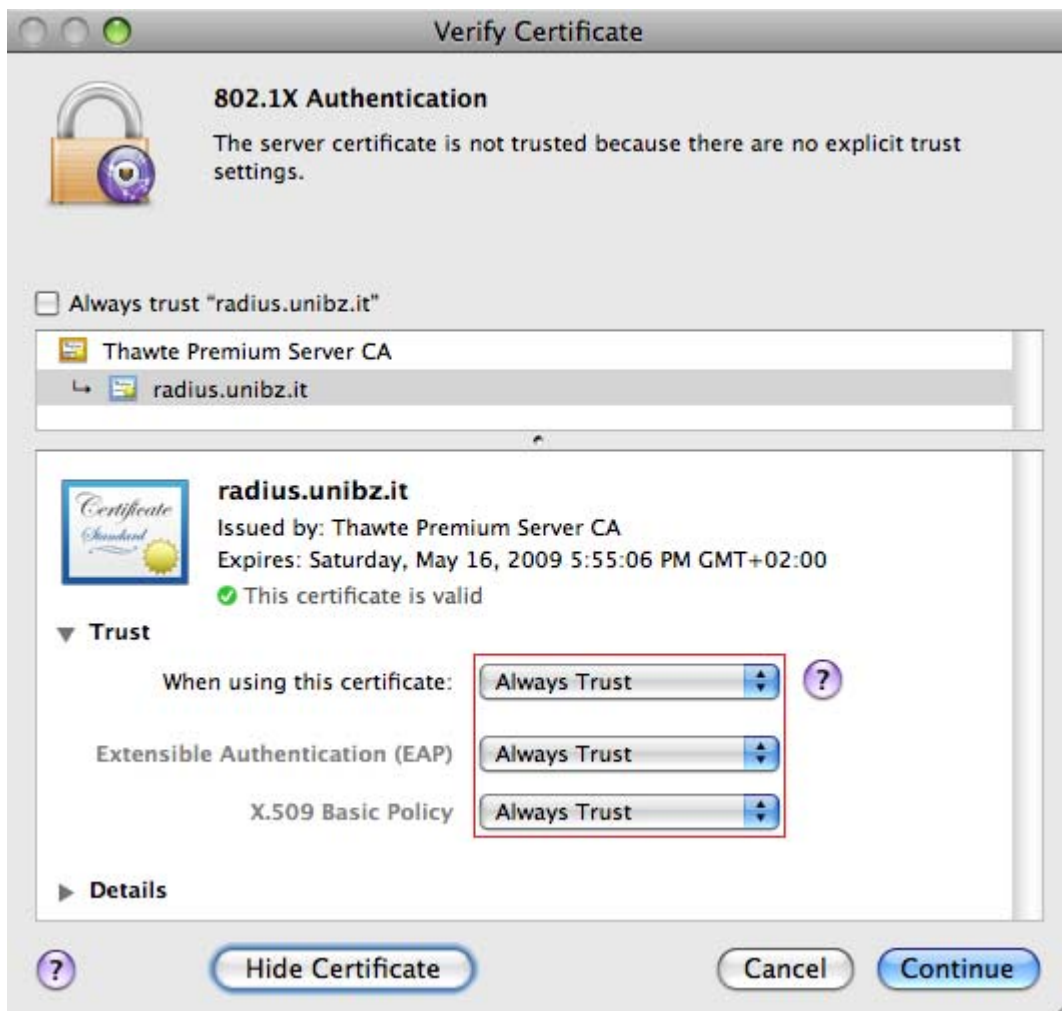 Verify Certificate
802.1X Authentication
The server certificate is not trusted because there are no explicit trust
settings.
Always trust “radius.unibz.it”
Thawte Premium Server CA
radius.unibz.it
Certificate
Standard
radius.unibz.it
Issued by: Thawte Premium Server CA
Expires: Saturday, May 16, 2009 5:55:06 PM GMT+02:00
This certificate is valid
Trust
When using this certificate: Always Trust ?
Extensible Authentication (EAP) Always Trust
X.509 Basic Policy Always Trust
Details
? Hide Certificate Cancel Continue